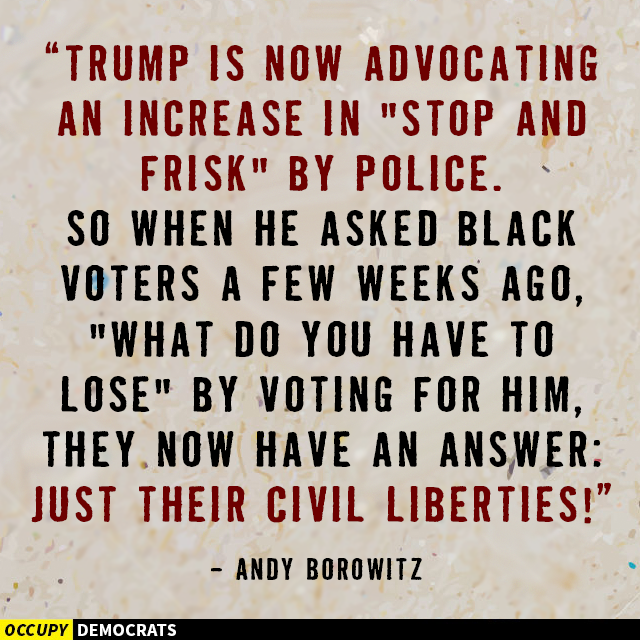 “TRUMP IS NOW ADVOCATING
AN INCREASE IN "STOP AND
FRISK" BY POLICE.
SO WHEN HE ASKED BLACK
VOTERS A FEW WEEKS AGO,
"WHAT DO YOU HAVE TO
LOSE" BY VOTING FOR HIM,
THEY NOW HAVE AN ANSWER:
JUST THEIR CIVIL LIBERTIES!”
- ANDY BOROWITZ
OCCUPY DEMOCRATS